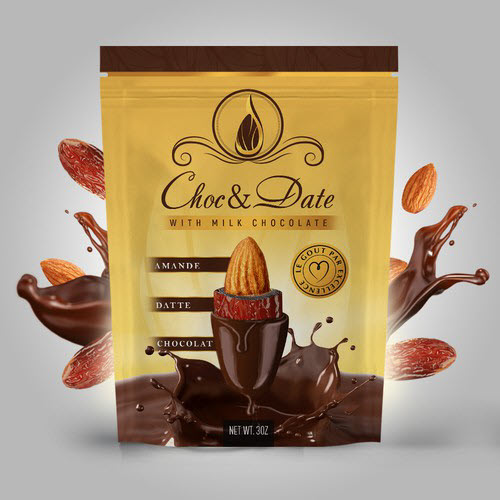 Choc & Date
WITH MILK CHOCOLATE
AMANDE
LE GOUT PAR EXCELLENCE
DATTE
CHOCOLAT
NET WT. 3OZ